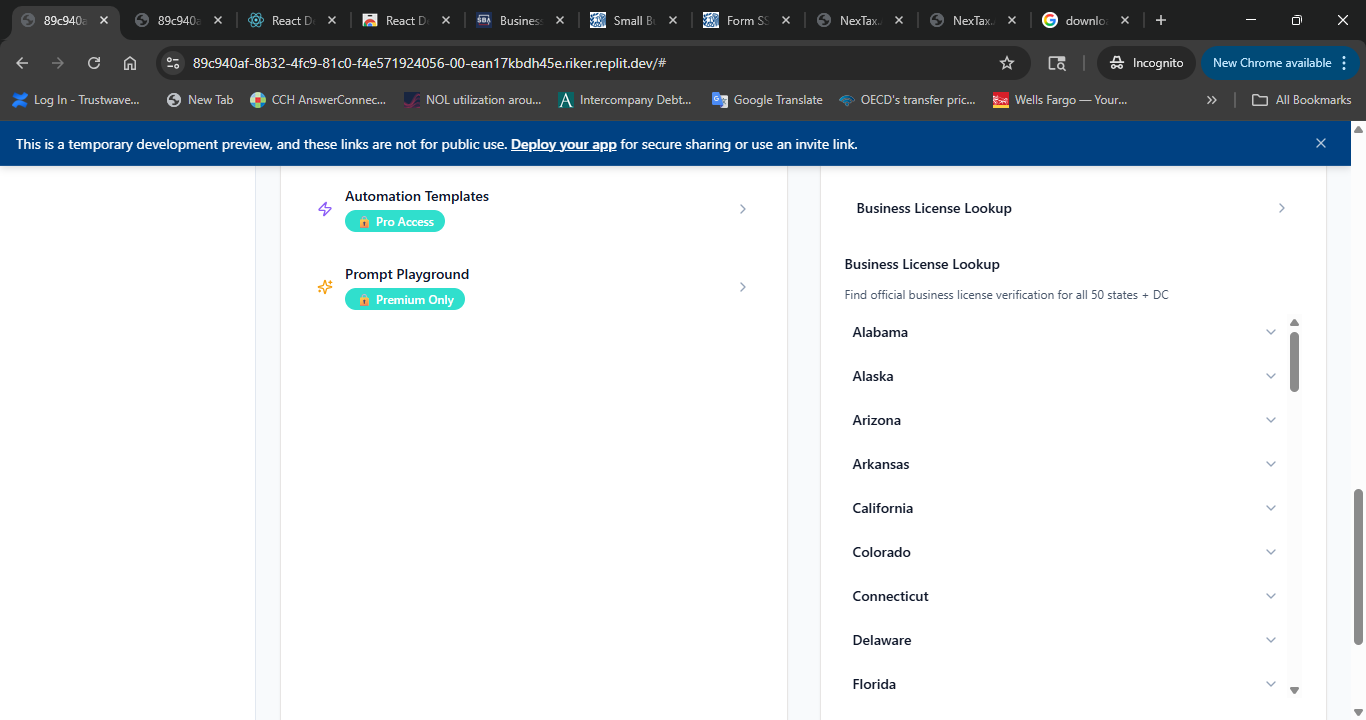 89c940a
89c940a
React D
React D
SBA Business
Small B
Form SS
NexTax.
NexTax.
downlo
89c940af-8b32-4fc9-81c0-f4e571924056-00-ean17kbdh45e.riker.replit.dev/#
Incognito
New Chrome available
Log In - Trustwave...
New Tab
CCH AnswerConnec...
NOL utilization arou...
Intercompany Debt...
Google Translate
OECD's transfer pric...
Wells Fargo — Your...
»
All Bookmarks
This is a temporary development preview, and these links are not for public use. Deploy your app for secure sharing or use an invite link.
Automation Templates
🔒 Pro Access
Prompt Playground
🔒 Premium Only
Business License Lookup
Business License Lookup
Find official business license verification for all 50 states + DC
Alabama
Alaska
Arizona
Arkansas
California
Colorado
Connecticut
Delaware
Florida